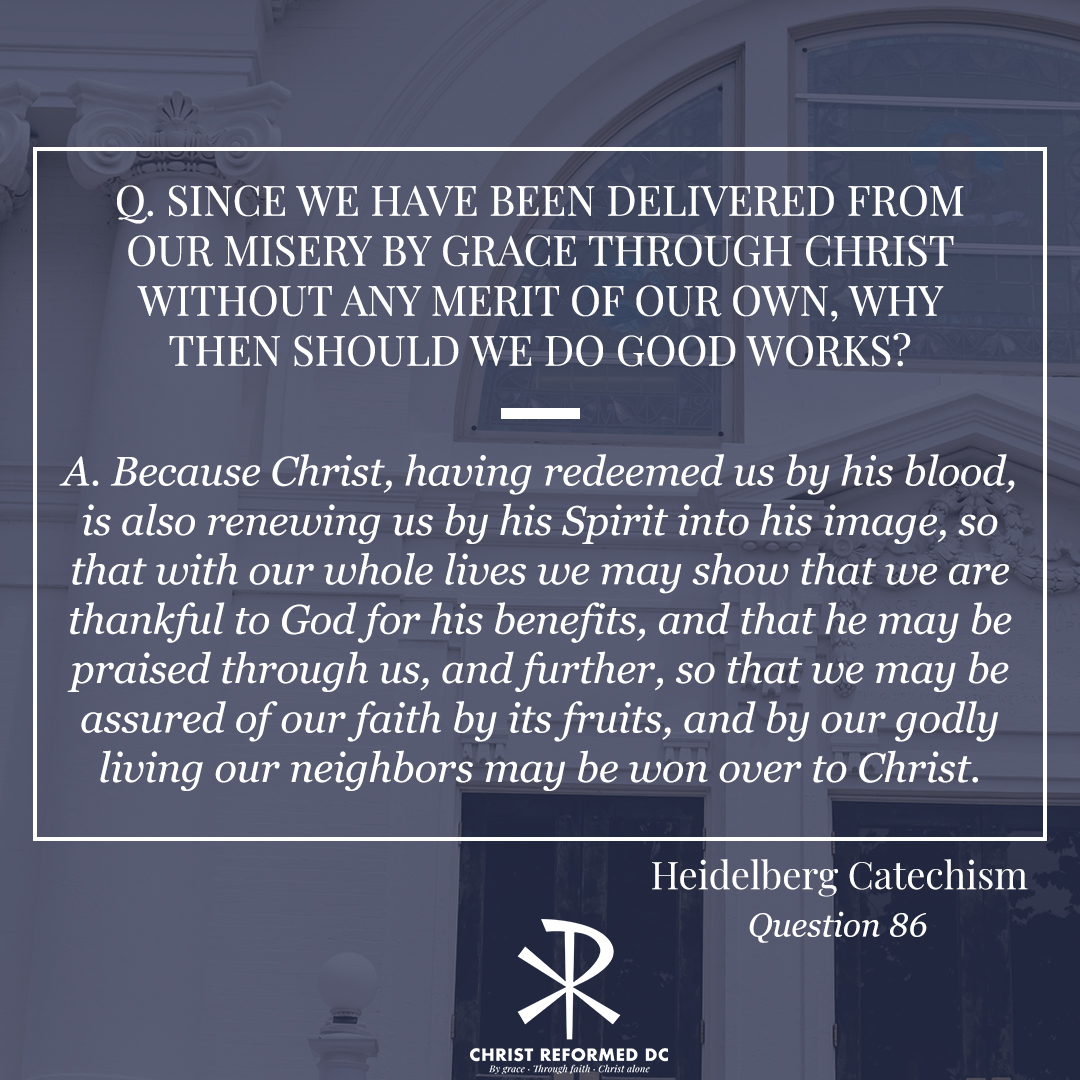 Q. SINCE WE HAVE BEEN DELIVERED FROM
OUR MISERY BY GRACE THROUGH CHRIST
WITHOUT ANY MERIT OF OUR OWN, WHY
THEN SHOULD WE DO GOOD WORKS?
A. Because Christ, having redeemed us by his blood,
is also renewing us by his Spirit into his image, so
that with our whole lives we may show that we are
thankful to God for his benefits, and that he may be
praised through us, and further, so that we may be
assured of our faith by its fruits, and by our godly
living our neighbors may be won over to Christ.
Heidelberg Catechism
Question 86
CHRIST REFORMED DC
By grace · Through faith · Christ alone